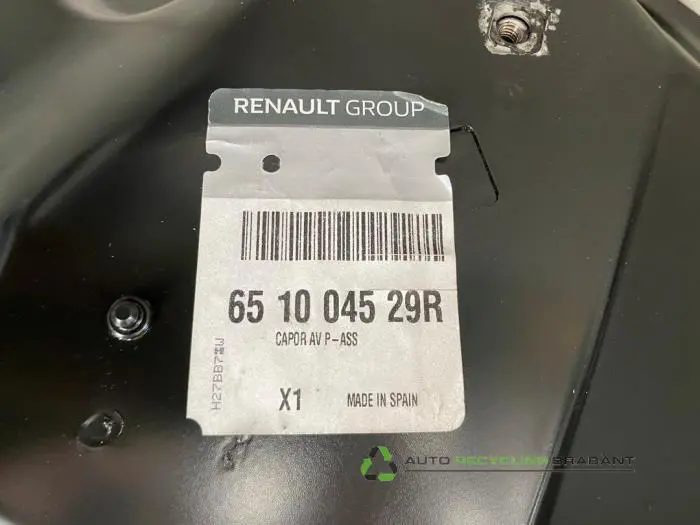 RENAULT GROUP
65 10 045 29R
CAPOR AV P-ASS
X1
MADE IN SPAIN
AUTO RECYCLING BRABANT